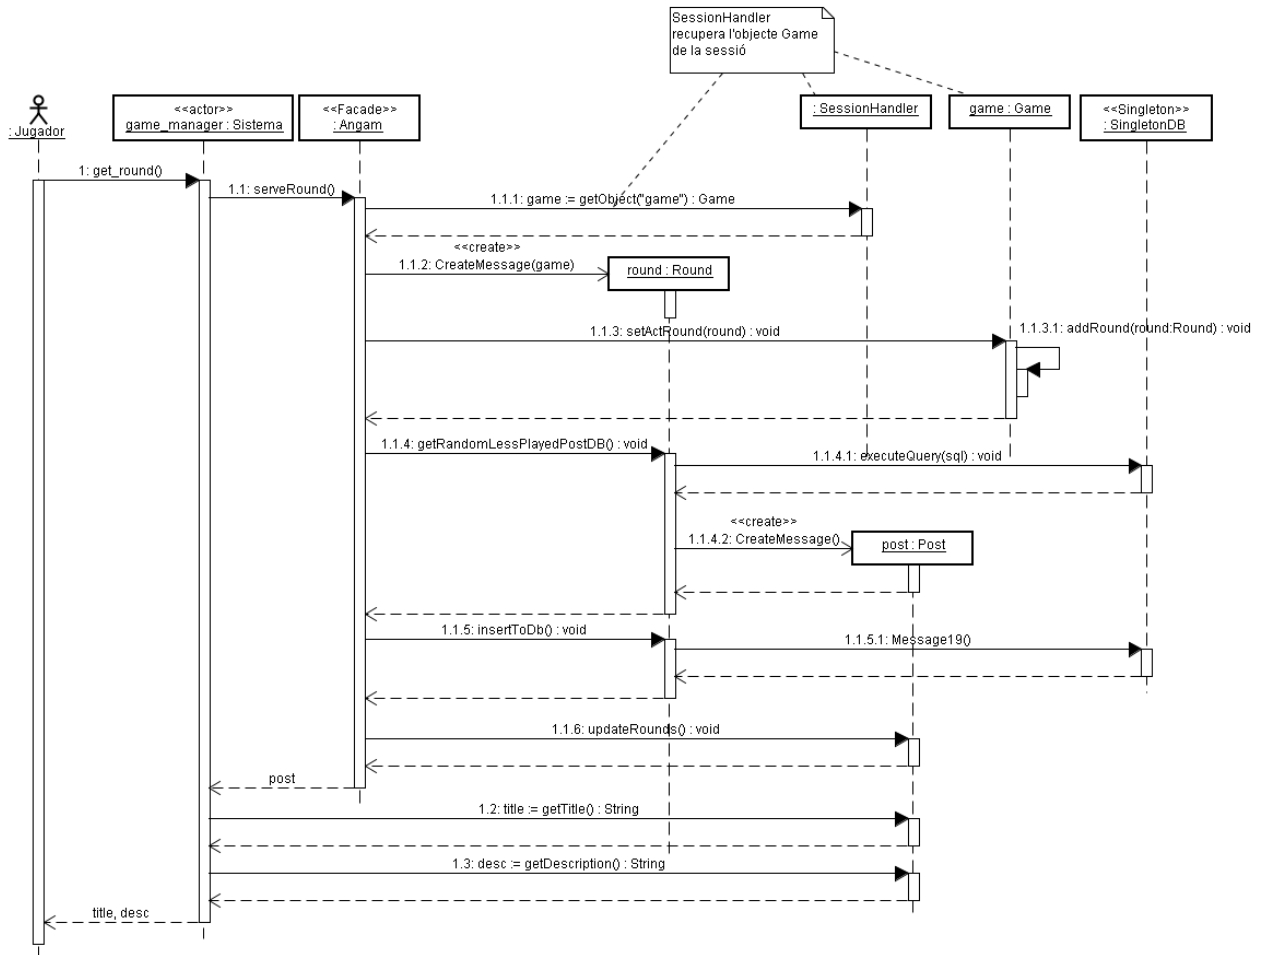 SessionHandler
recupera l'objecte Game
de la sessió
: Jugador
<<actor>>
game_manager : Sistema
<<Facade>>
: Angam
: SessionHandler
game : Game
<<Singleton>>
: SingletonDB
1: get_round()
1.1: serveRound()
1.1.1: game := getObject("game") : Game
<<create>>
1.1.2: CreateMessage(game)
round : Round
1.1.3: setActRound(round) : void
1.1.3.1: addRound(round:Round) : void
1.1.4: getRandomLessPlayedPostDB() : void
1.1.4.1: executeQuery(sql) : void
<<create>>
1.1.4.2: CreateMessage()
post : Post
1.1.5: insertToDb() : void
1.1.5.1: Message19()
1.1.6: updateRounds() : void
post
1.2: title := getTitle() : String
1.3: desc := getDescription() : String
title, desc